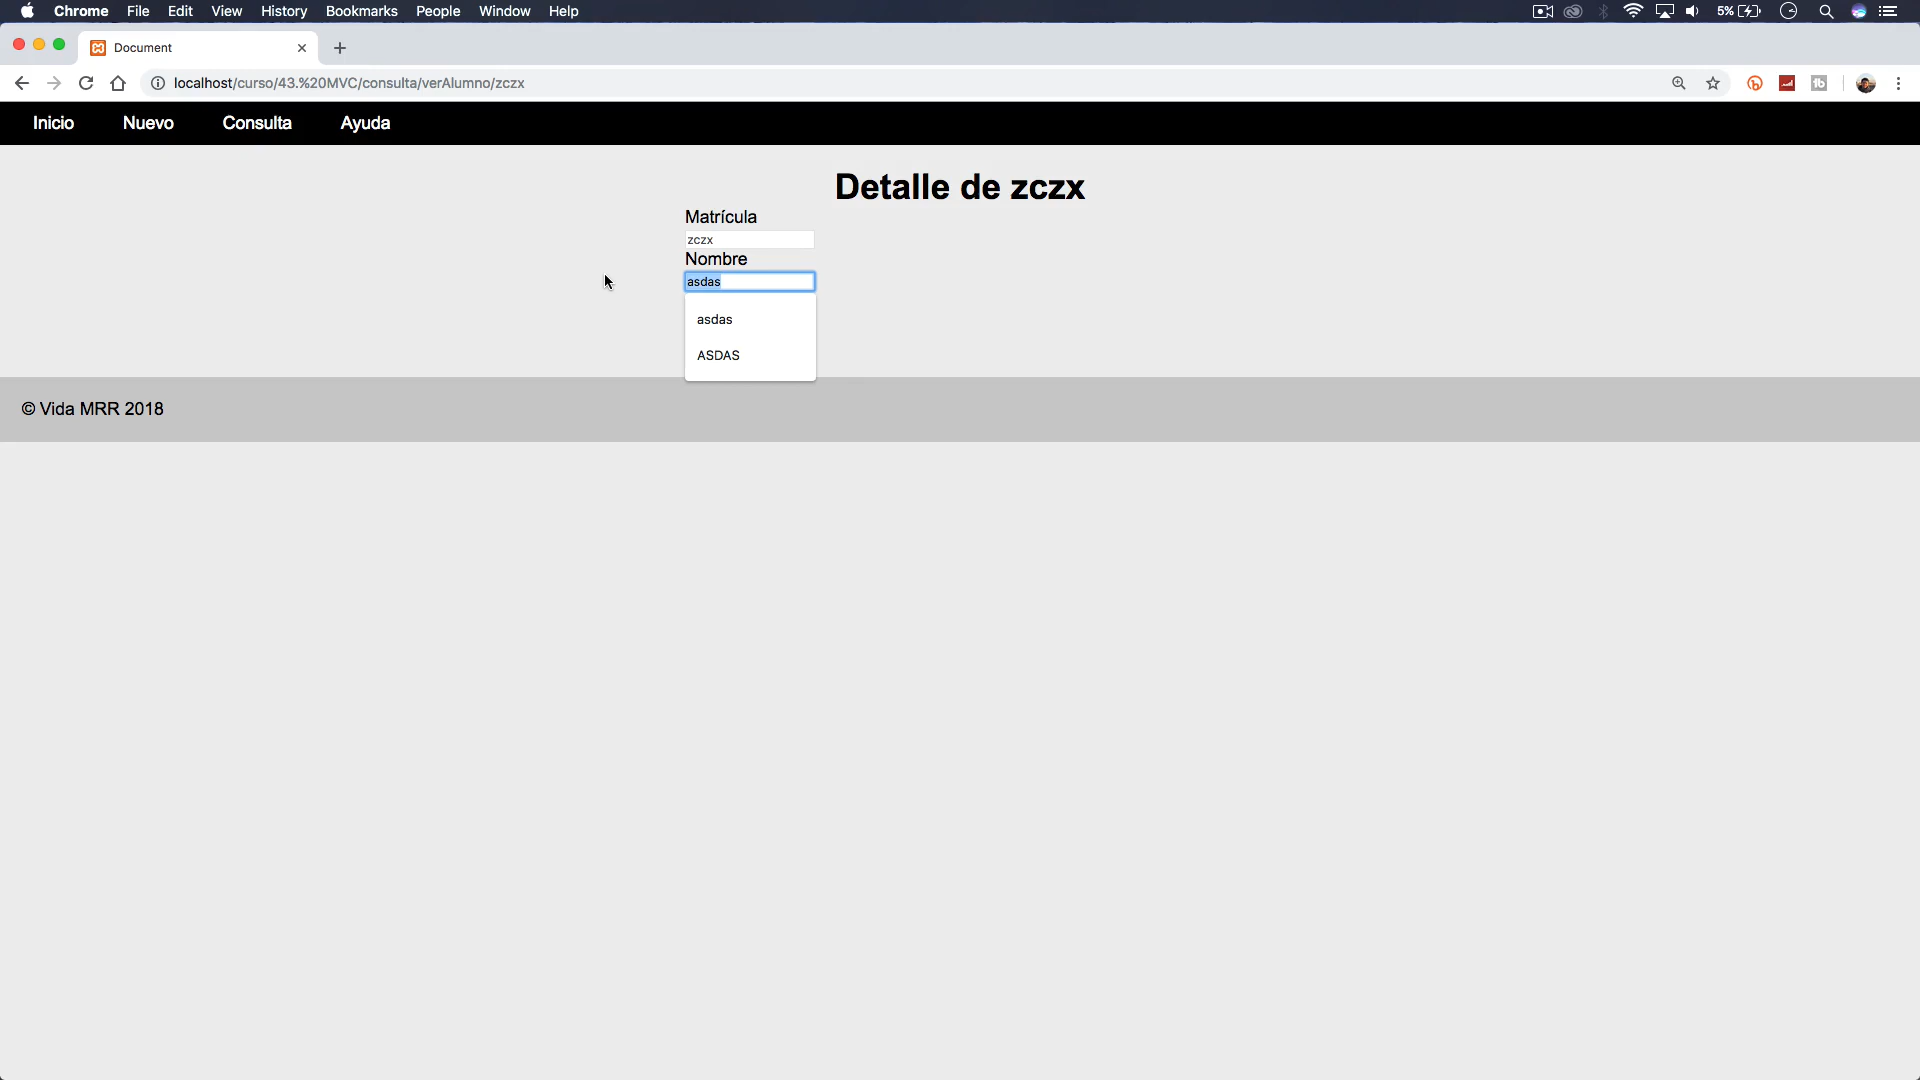 Chrome File Edit View History Bookmarks People Window Help 5%
Document
localhost/curso/43.%20MVC/consulta/verAlumno/zczx
Inicio Nuevo Consulta Ayuda
Detalle de zczx
Matrícula
zczx
Nombre
asdas
asdas
ASDAS
© Vida MRR 2018